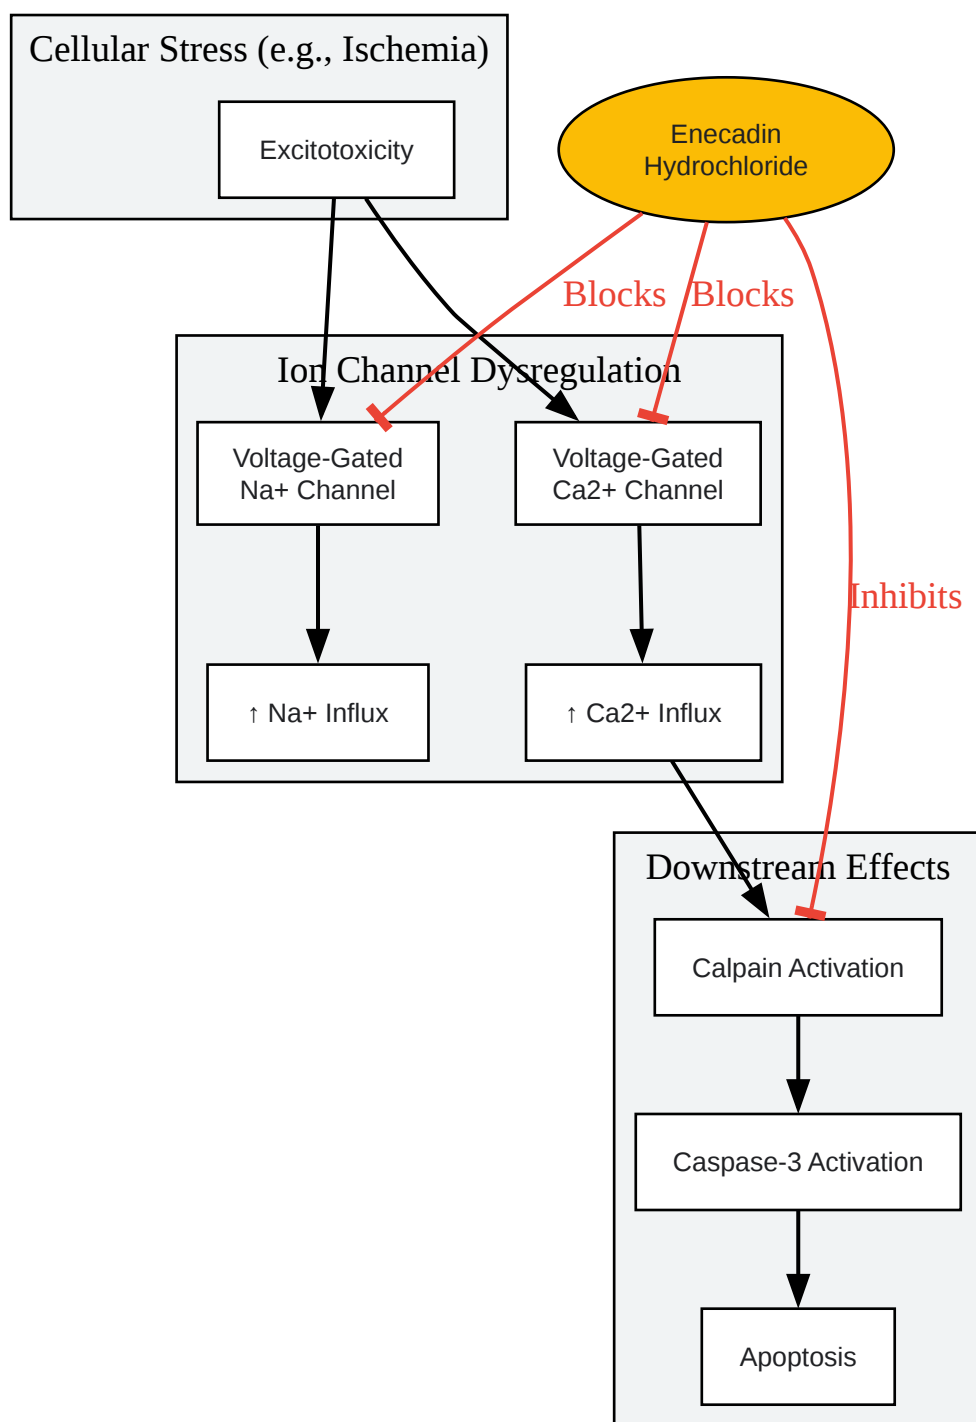 Cellular Stress (e.g., Ischemia)
Excitotoxicity
Enecadin
Hydrochloride
Blocks
Blocks
Ion Channel Dysregulation
Voltage-Gated
Na+ Channel
Voltage-Gated
Ca2+ Channel
Inhibits
↑ Na+ Influx
↑ Ca2+ Influx
Downstream Effects
Calpain Activation
Caspase-3 Activation
Apoptosis